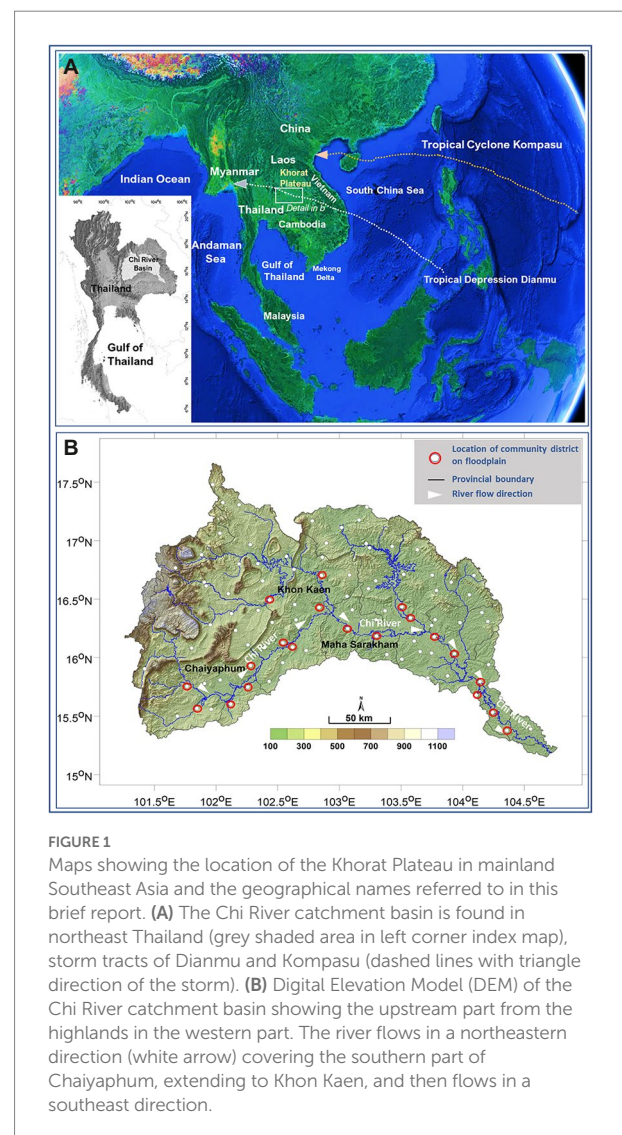 A
China
Tropical Cyclone Kompasu
Laos
Myanmar
Khorat
Plateau
Indian Ocean
Vietnam
South China Sea
Thailand
Detail in b
Cambodia
Andaman
Sea
Gulf of
Thailand
Mekong
Delta
Tropical Depression Dianmu
Malaysia
Chi River
Basin
Thailand
Gulf of
Thailand
B
Location of community district
on floodplain
Provincial boundary
River flow direction
17.5°N
17°N
16.5°N
16°N
15.5°N
15°N
Khon Kaen
Chi River
Maha Sarakham
Chi River
Chaiyaphum
Chi River
N
50 km
100 300 500 700 900 1100
101.5°E 102°E 102.5°E 103°E 103.5°E 104°E 104.5°E
FIGURE 1
Maps showing the location of the Khorat Plateau in mainland
Southeast Asia and the geographical names referred to in this
brief report. (A) The Chi River catchment basin is found in
northeast Thailand (grey shaded area in left corner index map),
storm tracts of Dianmu and Kompasu (dashed lines with triangle
direction of the storm). (B) Digital Elevation Model (DEM) of the
Chi River catchment basin showing the upstream part from the
highlands in the western part. The river flows in a northeastern
direction (white arrow) covering the southern part of
Chaiyaphum, extending to Khon Kaen, and then flows in a
southeast direction.